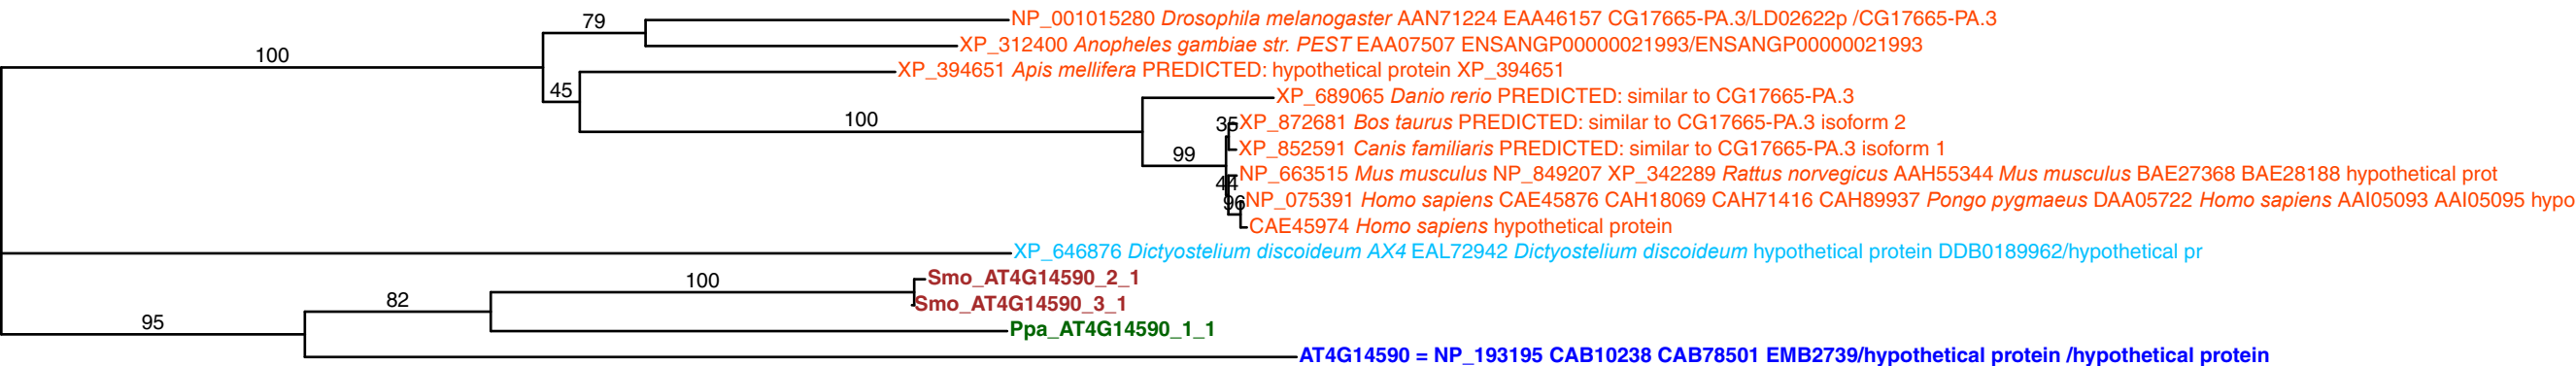 79
NP_001015280 Drosophila melanogaster AAN71224 EAA46157 CG17665-PA.3/LD02622p /CG17665-PA.3
XP_312400 Anopheles gambiae str. PEST EAA07507 ENSANGP00000021993/ENSANGP00000021993
100
XP_394651 Apis mellifera PREDICTED: hypothetical protein XP_394651
45
XP_689065 Danio rerio PREDICTED: similar to CG17665-PA.3
100
35
XP_872681 Bos taurus PREDICTED: similar to CG17665-PA.3 isoform 2
XP_852591 Canis familiaris PREDICTED: similar to CG17665-PA.3 isoform 1
99
NP_663515 Mus musculus NP_849207 XP_342289 Rattus norvegicus AAH55344 Mus musculus BAE27368 BAE28188 hypothetical prot
44
96
NP_075391 Homo sapiens CAE45876 CAH18069 CAH71416 CAH89937 Pongo pygmaeus DAA05722 Homo sapiens AAI05093 AAI05095 hypo
CAE45974 Homo sapiens hypothetical protein
XP_646876 Dictyostelium discoideum AX4 EAL72942 Dictyostelium discoideum hypothetical protein DDB0189962/hypothetical pr
100
Smo_AT4G14590_2_1
82
Smo_AT4G14590_3_1
95
Ppa_AT4G14590_1_1
AT4G14590 = NP_193195 CAB10238 CAB78501 EMB2739/hypothetical protein /hypothetical protein